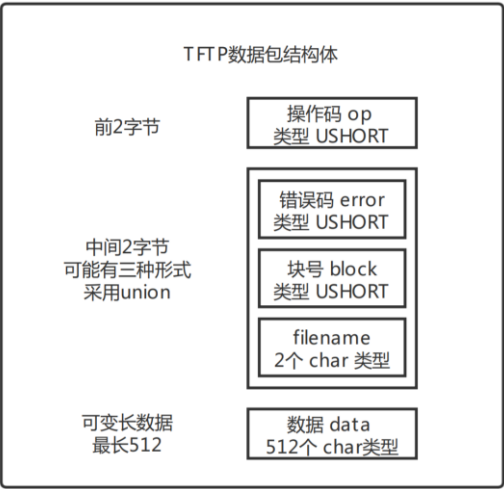 TFTP数据包结构体
前2字节
操作码 op
类型 USHORT
中间2字节
可能有三种形式
采用union
错误码 error
类型 USHORT
块号 block
类型 USHORT
filename
2个 char 类型
可变长数据
最长512
数据 data
512个 char类型